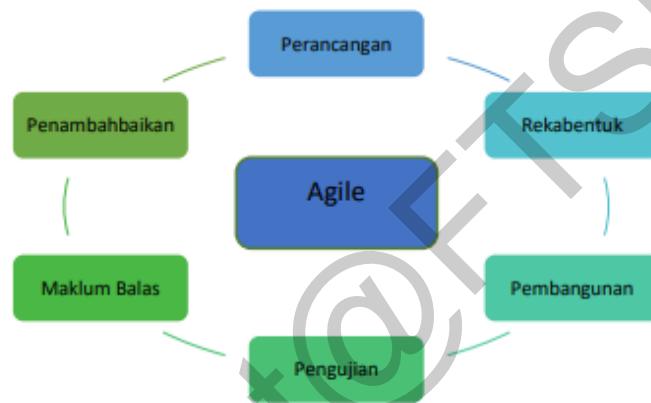 Perancangan
Rekabentuk
Pembangunan
Pengujian
Maklum Balas
Penambahbaikan
Agile